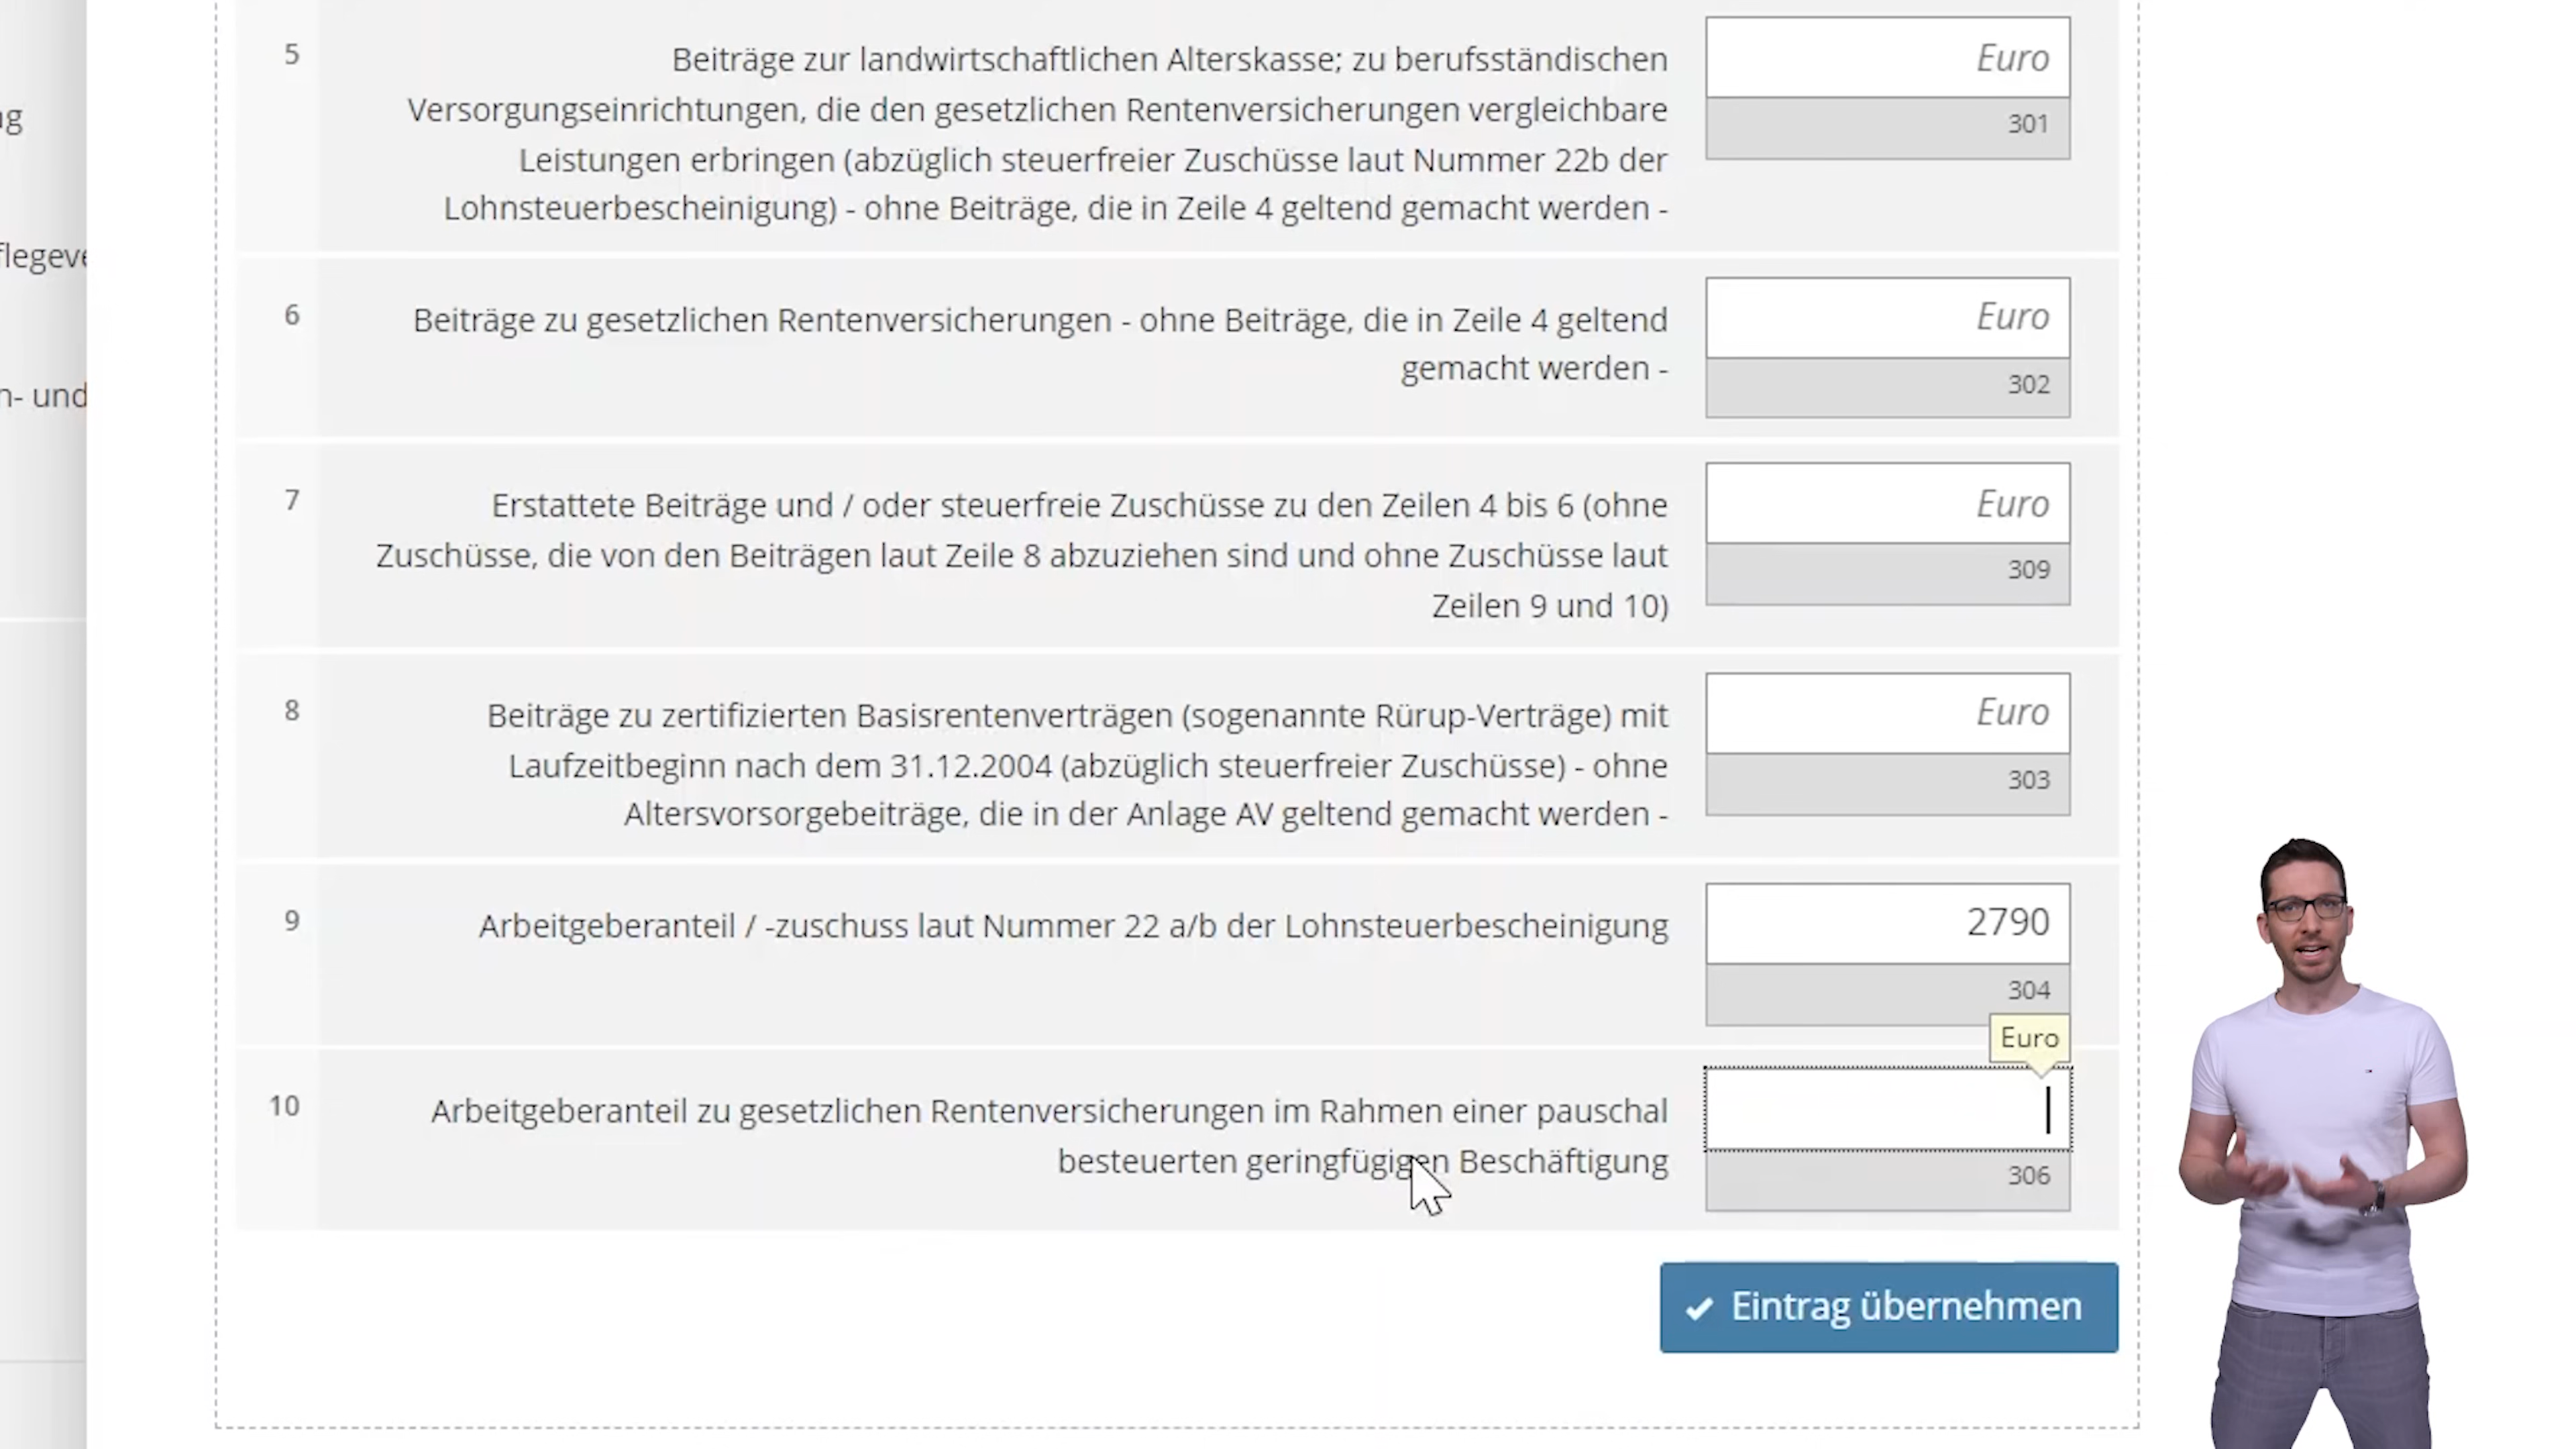 5
Beiträge zur landwirtschaftlichen Alterskasse; zu berufsständischen
Versorgungseinrichtungen, die den gesetzlichen Rentenversicherungen vergleichbare
Leistungen erbringen (abzüglich steuerfreier Zuschüsse laut Nummer 22b der
Lohnsteuerbescheinigung) - ohne Beiträge, die in Zeile 4 geltend gemacht werden -
Euro
301
6
Beiträge zu gesetzlichen Rentenversicherungen - ohne Beiträge, die in Zeile 4 geltend
gemacht werden -
Euro
302
7
Erstattete Beiträge und / oder steuerfreie Zuschüsse zu den Zeilen 4 bis 6 (ohne
Zuschüsse, die von den Beiträgen laut Zeile 8 abzuziehen sind und ohne Zuschüsse laut
Zeilen 9 und 10)
Euro
309
8
Beiträge zu zertifizierten Basisrentenverträgen (sogenannte Rürup-Verträge) mit
Laufzeitbeginn nach dem 31.12.2004 (abzüglich steuerfreier Zuschüsse) - ohne
Altersvorsorgebeiträge, die in der Anlage AV geltend gemacht werden -
Euro
303
9
Arbeitgeberanteil / -zuschuss laut Nummer 22 a/b der Lohnsteuerbescheinigung
2790
304
Euro
10
Arbeitgeberanteil zu gesetzlichen Rentenversicherungen im Rahmen einer pauschal
besteuerten geringfügigen Beschäftigung
306
Eintrag übernehmen
n- und